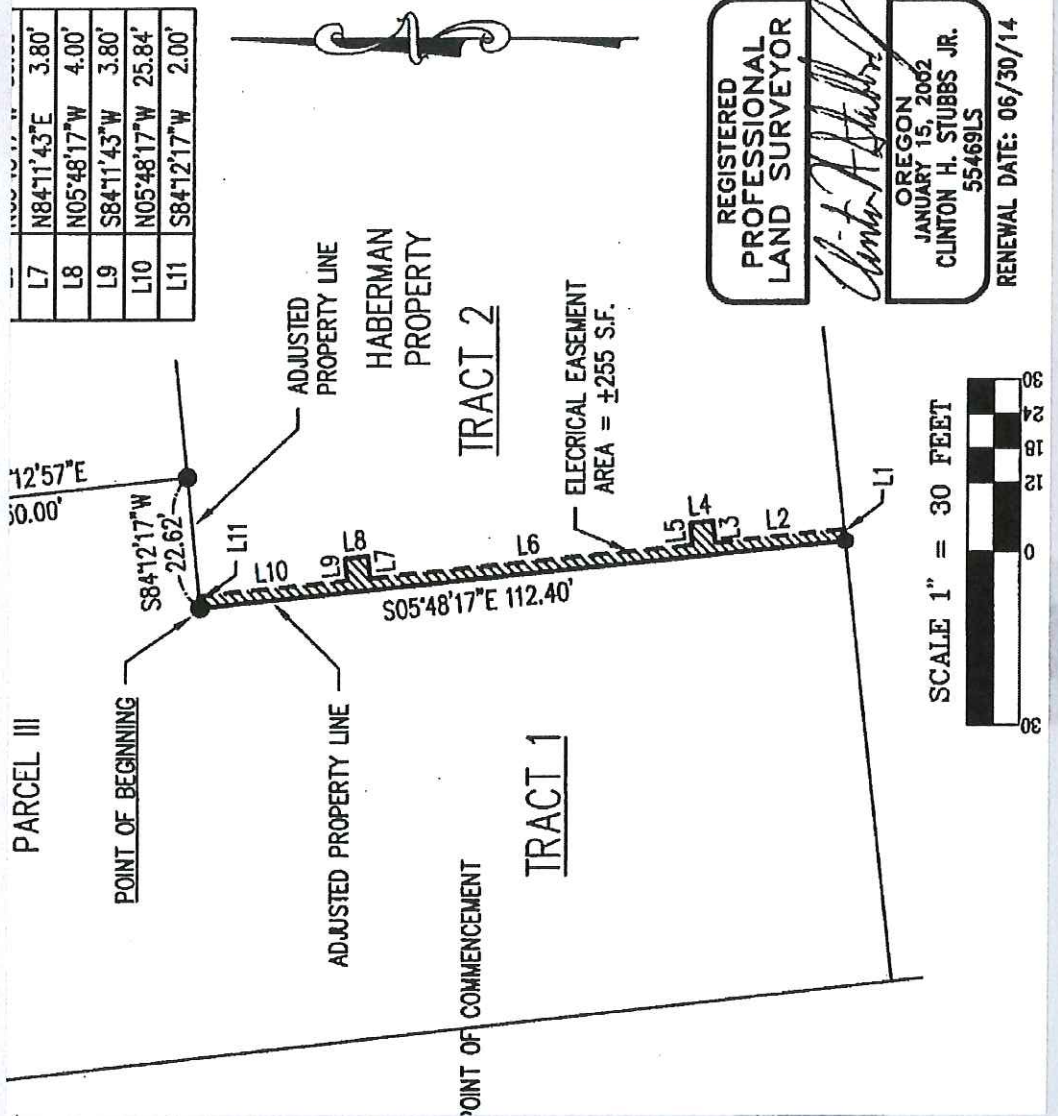 L7 N84°11'43"E 3.80'
L8 N05°48'17"W 4.00'
L9 S84°11'43"W 3.80'
L10 N05°48'17"W 25.84'
L11 S84°12'17"W 2.00'
PARCEL III
12'57"E
50.00'
S84°12'17"W
22.62'
POINT OF BEGINNING
L11
ADJUSTED
PROPERTY LINE
HABERMAN
PROPERTY
TRACT 2
L10
L9
L8
L7
L6
S05°48'17"E 112.40'
ADJUSTED PROPERTY LINE
ELECRICAL EASEMENT
AREA = ±255 S.F.
L5
L4
L3
L2
L1
POINT OF COMMENCEMENT
TRACT 1
SCALE 1" = 30 FEET
30 0 12 18 24 30
REGISTERED
PROFESSIONAL
LAND SURVEYOR
OREGON
JANUARY 15, 2002
CLINTON H. STUBBS JR.
55469LS
RENEWAL DATE: 06/30/14